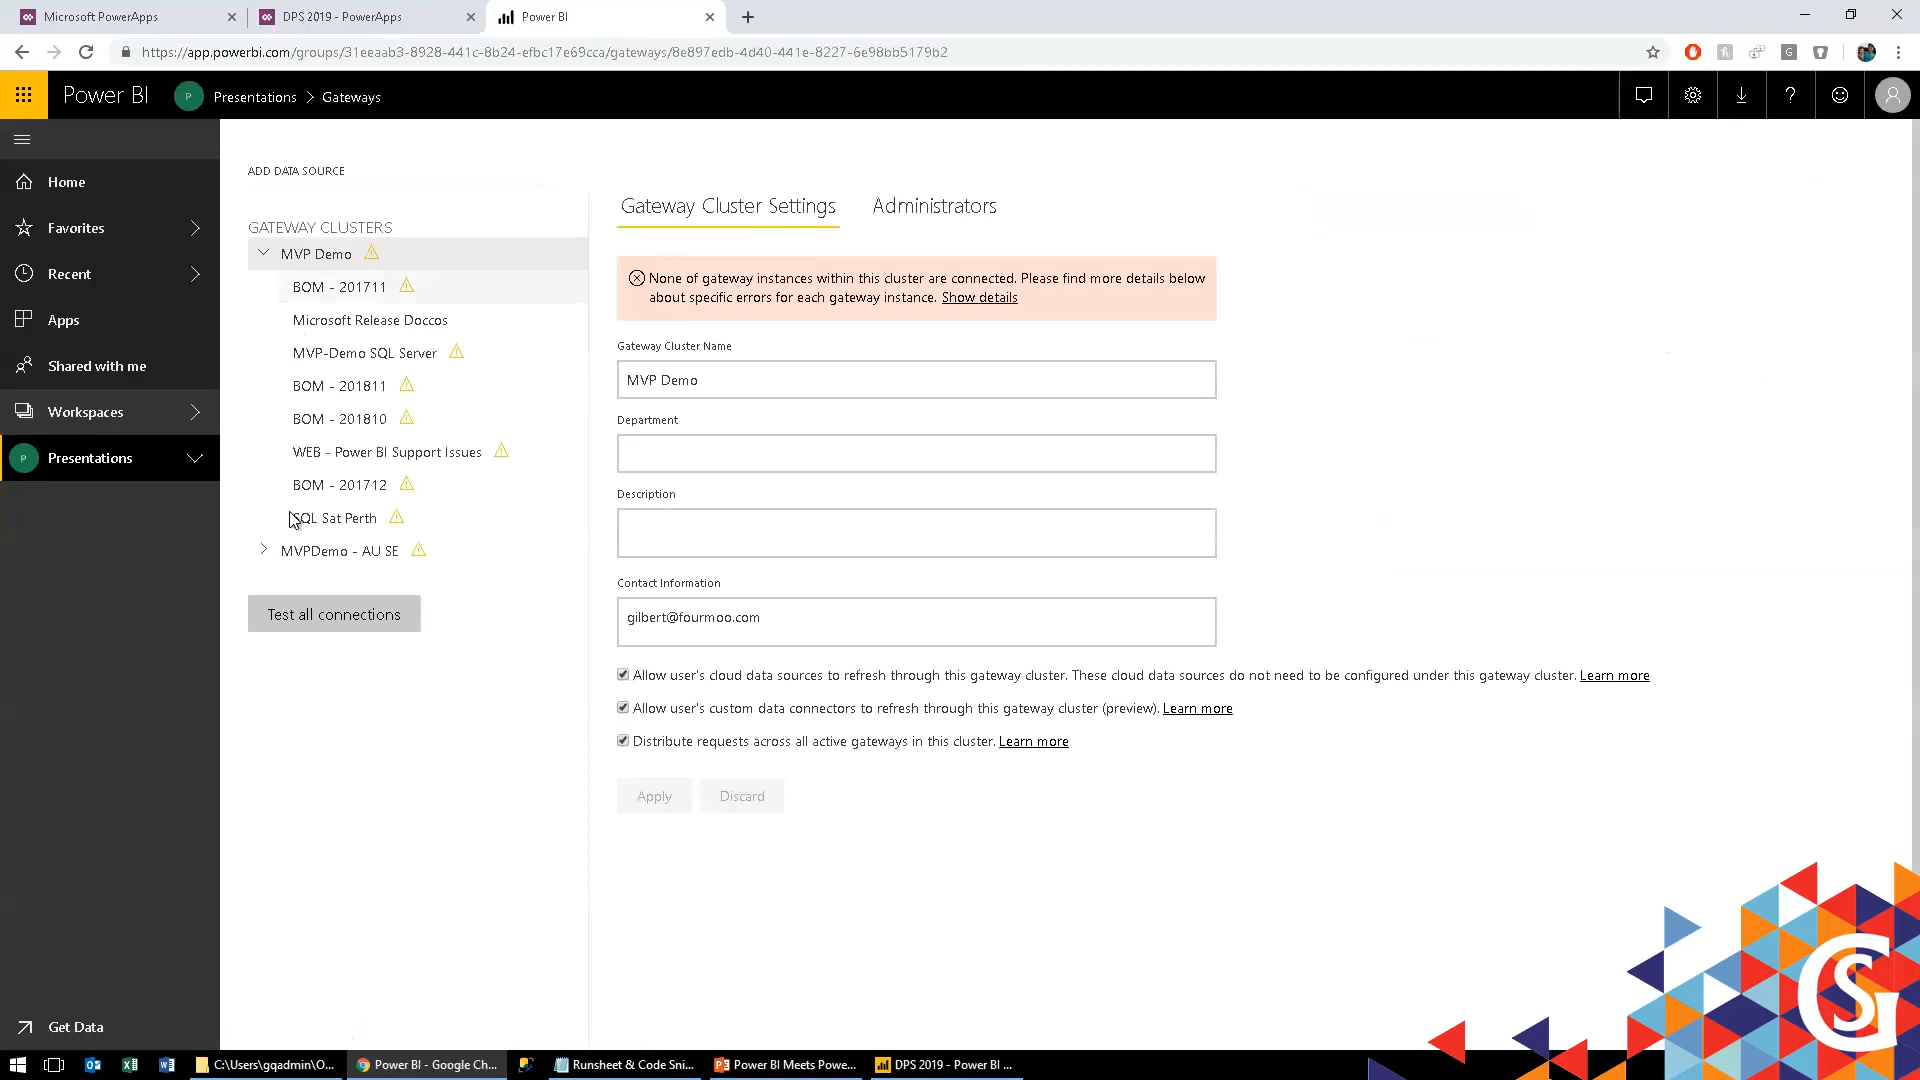 Microsoft PowerApps
DPS 2019 - PowerApps
Power BI
https://app.powerbi.com/groups/31eeaab3-8928-441c-8b24-efbc17e69cca/gateways/8e897edb-4d40-441e-8227-6e98bb5179b2
Power BI
P
Presentations > Gateways
?
Home
Favorites
Recent
Apps
Shared with me
Workspaces
P
Presentations
Get Data
ADD DATA SOURCE
GATEWAY CLUSTERS
MVP Demo
BOM - 201711
Microsoft Release Doccos
MVP-Demo SQL Server
BOM - 201811
BOM - 201810
WEB - Power BI Support Issues
BOM - 201712
SQL Sat Perth
MVPDemo - AU SE
Test all connections
Gateway Cluster Settings
Administrators
None of gateway instances within this cluster are connected. Please find more details below
about specific errors for each gateway instance. Show details
Gateway Cluster Name
MVP Demo
Department
Description
Contact Information
gilbert@fourmoo.com
Allow user's cloud data sources to refresh through this gateway cluster. These cloud data sources do not need to be configured under this gateway cluster. Learn more
Allow user's custom data connectors to refresh through this gateway cluster (preview). Learn more
Distribute requests across all active gateways in this cluster. Learn more
Apply
Discard
GS
C:\Users\gqadmin\O...
Power BI - Google Ch...
Runsheet & Code Sni...
Power BI Meets Powe...
DPS 2019 - Power BI ...